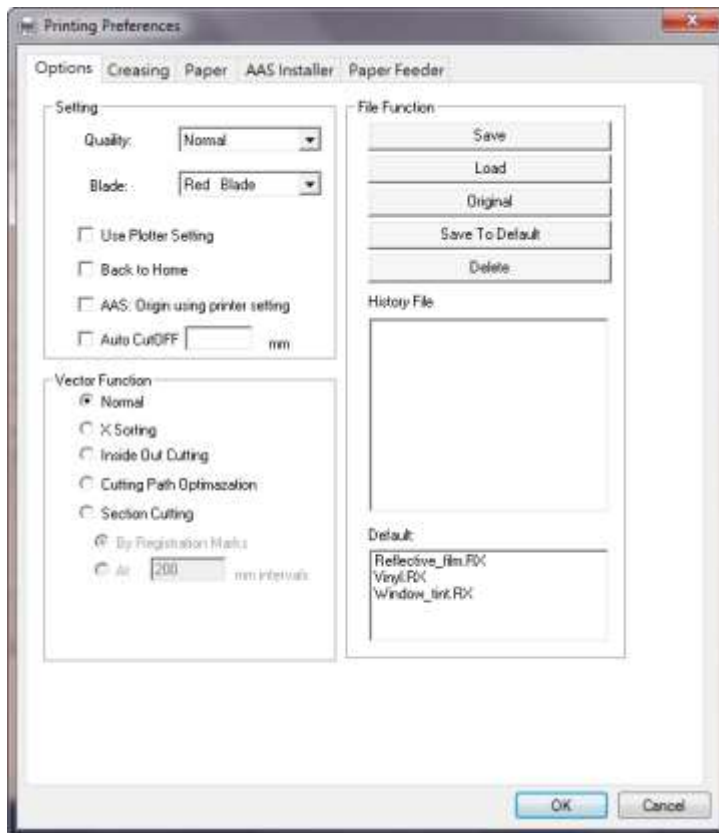 Printing Preferences
Options Creasing Paper AAS Installer Paper Feeder
Setting
Quaility: Normal
Blade: Red Blade
Use Plotter Setting
Back to Home
AAS: Origin using printer setting
Auto CutOFF mm
Vector Function
Normal
X Sorting
Inside Out Cutting
Cutting Path Optimazation
Section Cutting
By Registration Marks
At 200 mm intervals
File Function
Save
Load
Original
Save To Default
Delete
History File
Default
Reflective_film.RX
Vinyl.RX
Window_tint.RX
OK Cancel